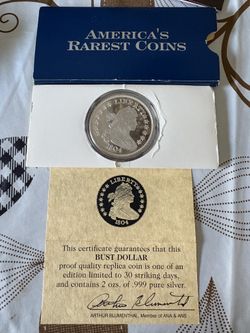 AMERICA'S
RAREST COINS
LIBERTY
1804
LIBERTY
1804
This certificate guarantees that this
BUST DOLLAR
proof quality replica coin is one of an
edition limited to 30 striking days,
and contains 2 ozs. of .999 pure silver.
ARTHUR BLUMENTHAL, Member of ANA & ANS